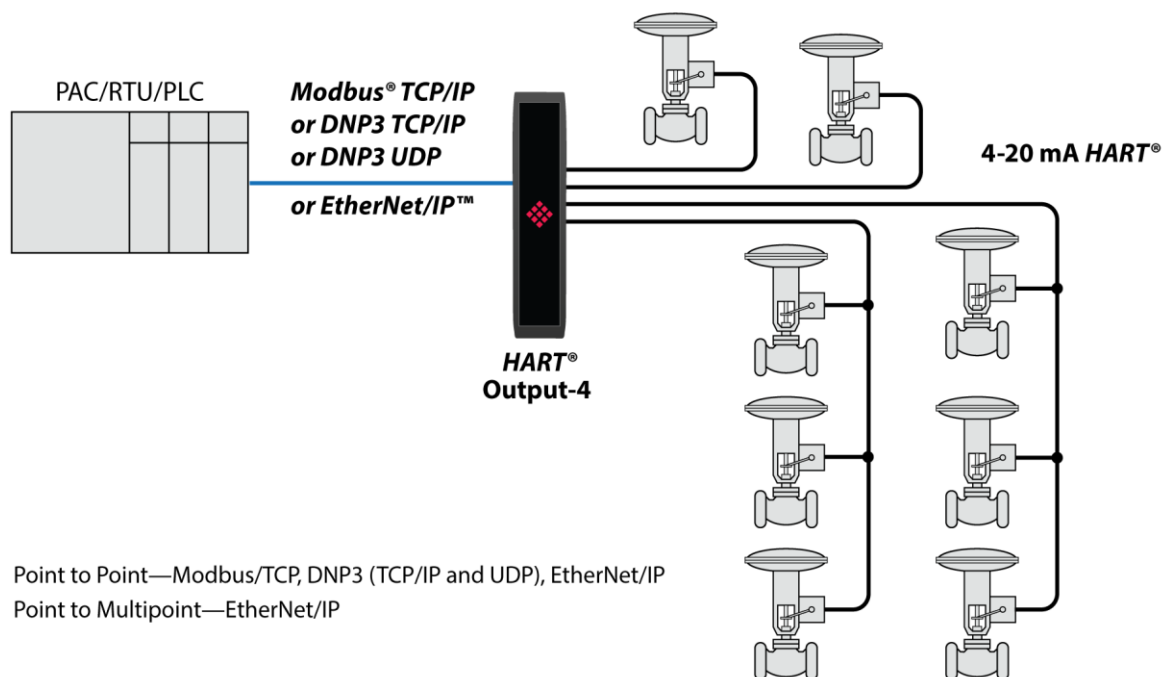 PAC/RTU/PLC
Modbus® TCP/IP
or DNP3 TCP/IP
or DNP3 UDP
or EtherNet/IP™
4-20 mA HART®
HART®
Output-4
Point to Point—Modbus/TCP, DNP3 (TCP/IP and UDP), EtherNet/IP
Point to Multipoint—EtherNet/IP